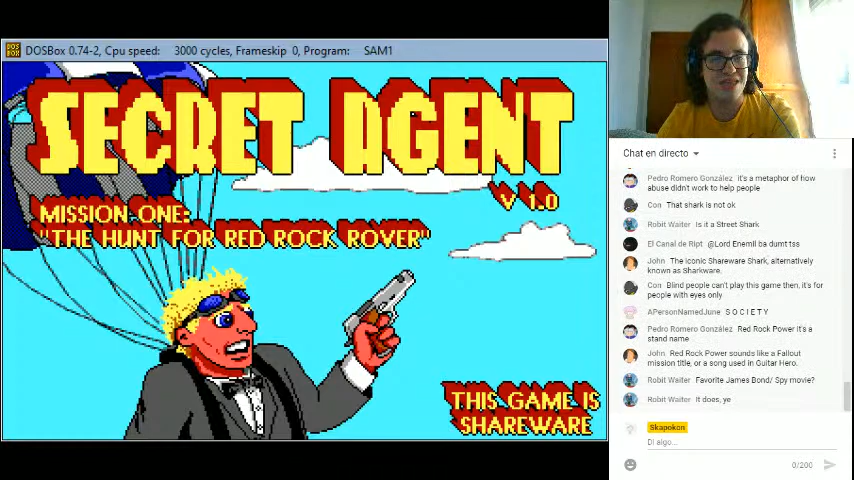 DOSBox 0.74-2, Cpu speed: 3000 cycles, Frameskip 0, Program: SAM1
SECRET AGENT
V 1.0
MISSION ONE:
"THE HUNT FOR RED ROCK ROVER"
THIS GAME IS
SHAREWARE
Chat en directo
Pedro Romero González it's a metaphor of how
abuse didn't work to help people
Con That shark is not ok
Robit Waiter Is it a Street Shark
El Canal de Ript @Lord Enemil ba dumt tss
John The Iconic Shareware Shark, alternatively
known as Sharkware.
Con Blind people can't play this game then, it's for
people with eyes only
APersonNamedJune S O C I E T Y
Pedro Romero González Red Rock Power it's a
stand name
John Red Rock Power sounds like a Fallout
mission title, or a song used in Guitar Hero.
Robit Waiter Favorite James Bond/ Spy movie?
Robit Waiter It does, ye
Skapokon
Di algo...
0/200